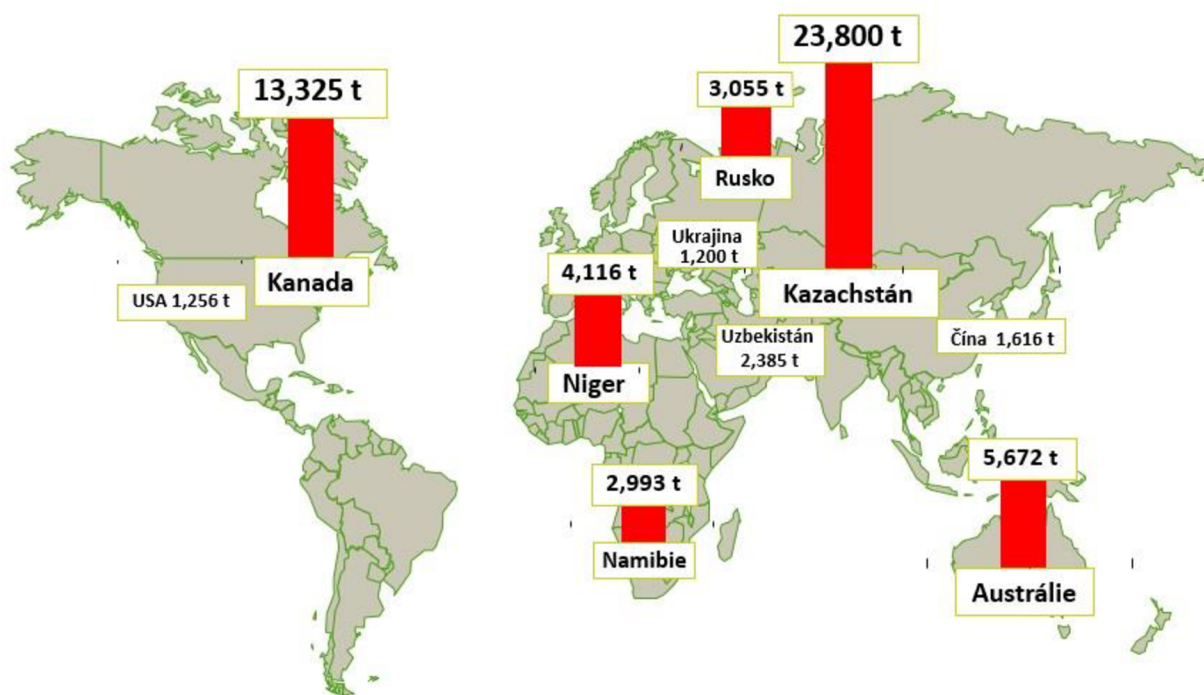 13,325 t
Kanada
USA 1,256 t
23,800 t
Kazachstán
3,055 t
Rusko
Ukrajina
1,200 t
4,116 t
Niger
Uzbekistán
2,385 t
Čína 1,616 t
2,993 t
Namibie
5,672 t
Austrálie